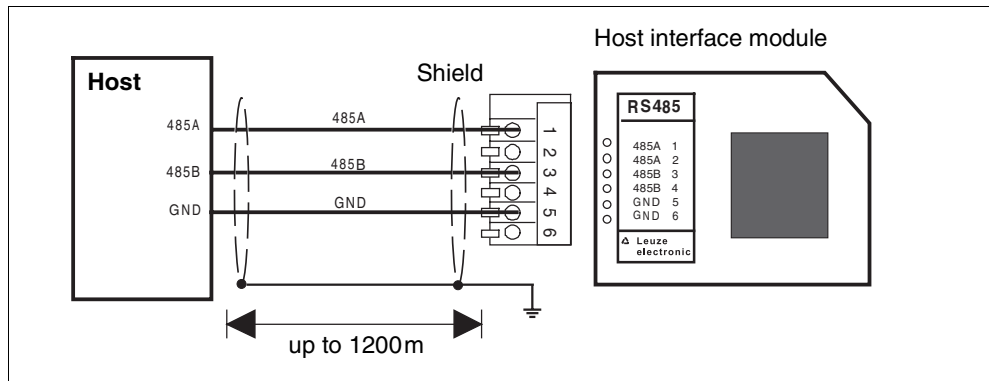 Host interface module
Host
Shield
485A
485A
485B
485B
GND
GND
1
2
3
4
5
6
RS485
485A 1
485A 2
485B 3
485B 4
GND 5
GND 6
Leuze
electronic
up to 1200m